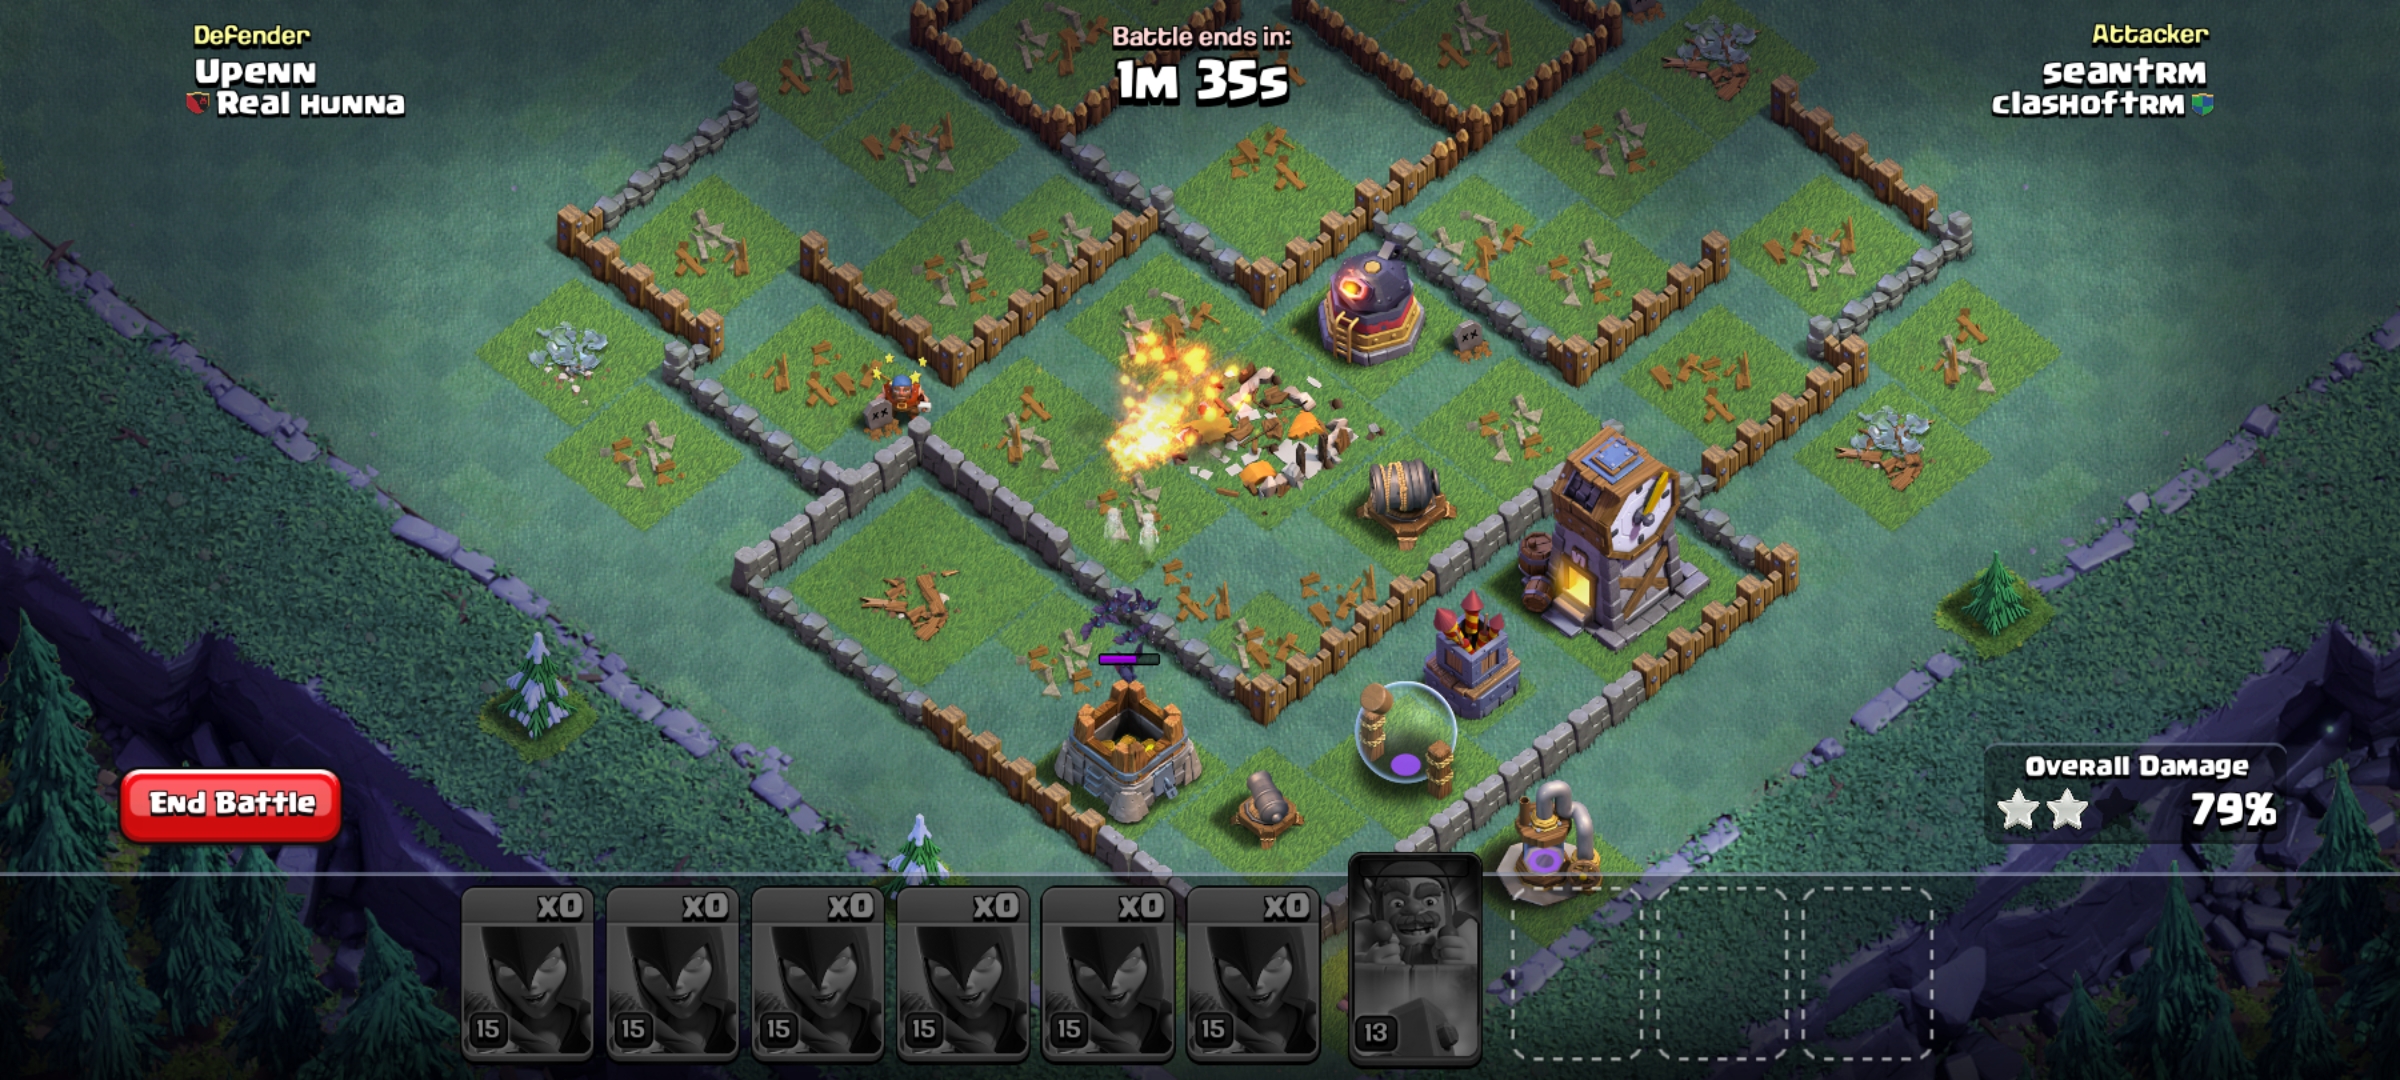 Defender
Upenn
Real Hunna
Battle ends in:
1M 35s
Attacker
seantrm
clashoftrm
End Battle
Overall Damage
79%
x0
x0
x0
x0
x0
x0
15
15
15
15
15
15
13